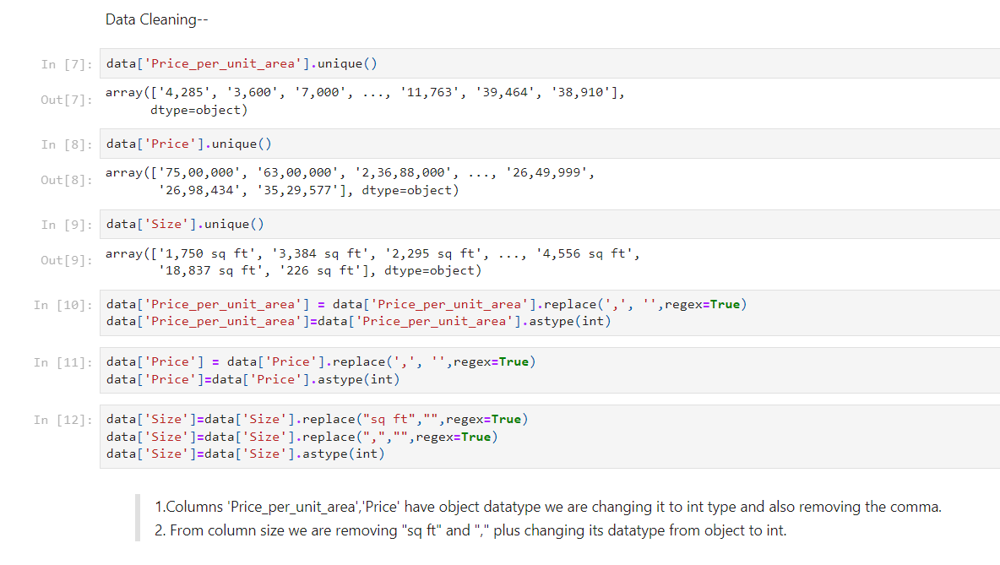 Data Cleaning--
In [7]: data['Price_per_unit_area'].unique()
Out[7]: array(['4,285', '3,600', '7,000', ..., '11,763', '39,464', '38,910'],
dtype=object)
In [8]: data['Price'].unique()
Out[8]: array(['75,00,000', '63,00,000', '2,36,88,000', ..., '26,49,999',
'26,98,434', '35,29,577'], dtype=object)
In [9]: data['Size'].unique()
Out[9]: array(['1,750 sq ft', '3,384 sq ft', '2,295 sq ft', ..., '4,556 sq ft',
'18,837 sq ft', '226 sq ft'], dtype=object)
In [10]: data['Price_per_unit_area'] = data['Price_per_unit_area'].replace(',', '',regex=True)
data['Price_per_unit_area']=data['Price_per_unit_area'].astype(int)
In [11]: data['Price'] = data['Price'].replace(',', '',regex=True)
data['Price']=data['Price'].astype(int)
In [12]: data['Size']=data['Size'].replace("sq ft","",regex=True)
data['Size']=data['Size'].replace(",","",regex=True)
data['Size']=data['Size'].astype(int)
1.Columns 'Price_per_unit_area','Price' have object datatype we are changing it to int type and also removing the comma.
2. From column size we are removing "sq ft" and "," plus changing its datatype from object to int.